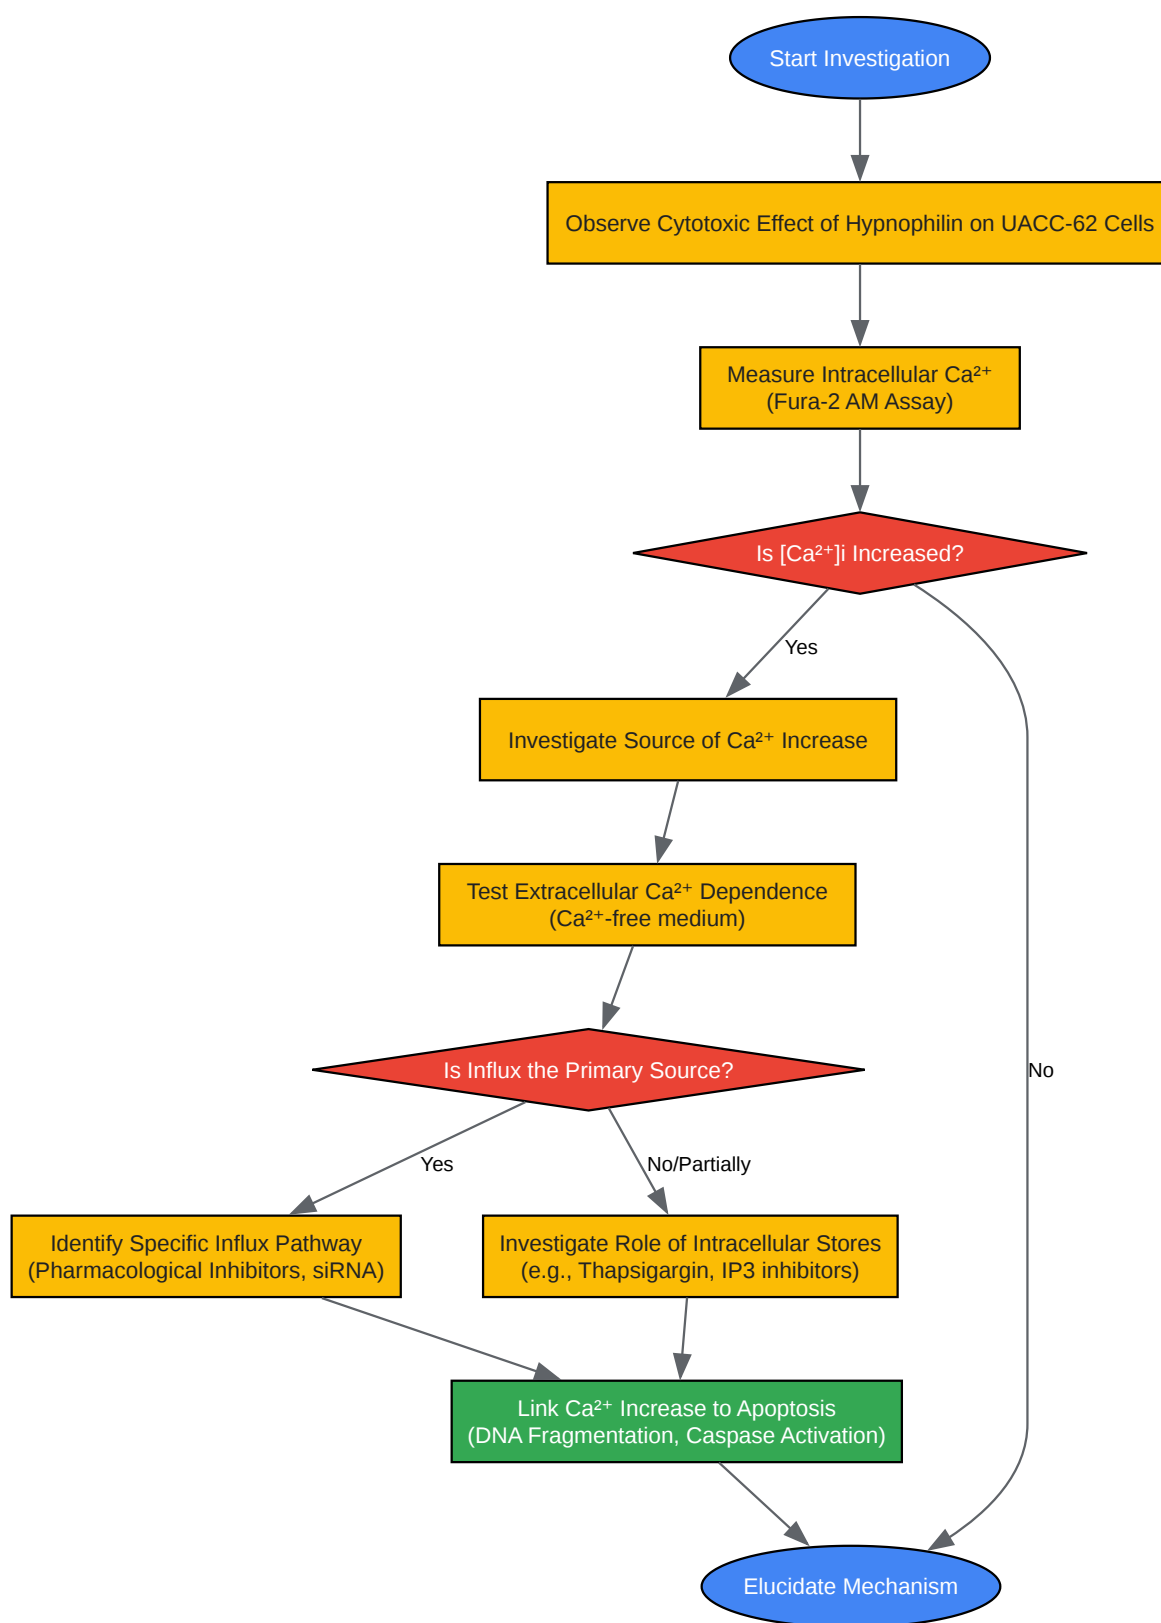 Start Investigation
Observe Cytotoxic Effect of Hypnophilin on UACC-62 Cells
Measure Intracellular Ca²⁺
(Fura-2 AM Assay)
Is [Ca²⁺]i Increased?
Yes
Investigate Source of Ca²⁺ Increase
Test Extracellular Ca²⁺ Dependence
(Ca²⁺-free medium)
Is Influx the Primary Source?
No
Yes
No/Partially
Identify Specific Influx Pathway
(Pharmacological Inhibitors, siRNA)
Investigate Role of Intracellular Stores
(e.g., Thapsigargin, IP3 inhibitors)
Link Ca²⁺ Increase to Apoptosis
(DNA Fragmentation, Caspase Activation)
Elucidate Mechanism